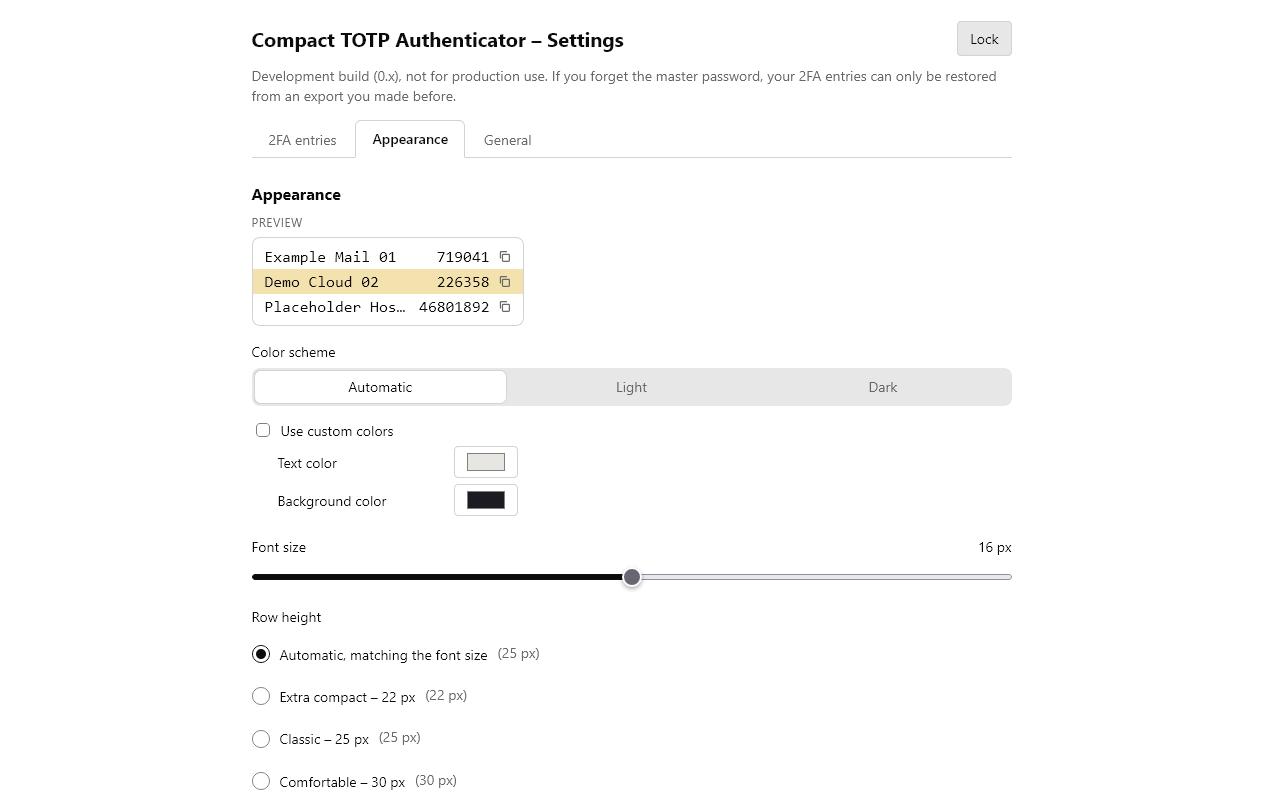 Compact TOTP Authenticator – Settings
Lock
Development build (0.x), not for production use. If you forget the master password, your 2FA entries can only be restored
from an export you made before.
2FA entries
Appearance
General
Appearance
PREVIEW
Example Mail 01 719041
Demo Cloud 02 226358
Placeholder Hos… 46801892
Color scheme
Automatic
Light
Dark
Use custom colors
Text color
Background color
Font size
16 px
Row height
Automatic, matching the font size (25 px)
Extra compact – 22 px (22 px)
Classic – 25 px (25 px)
Comfortable – 30 px (30 px)